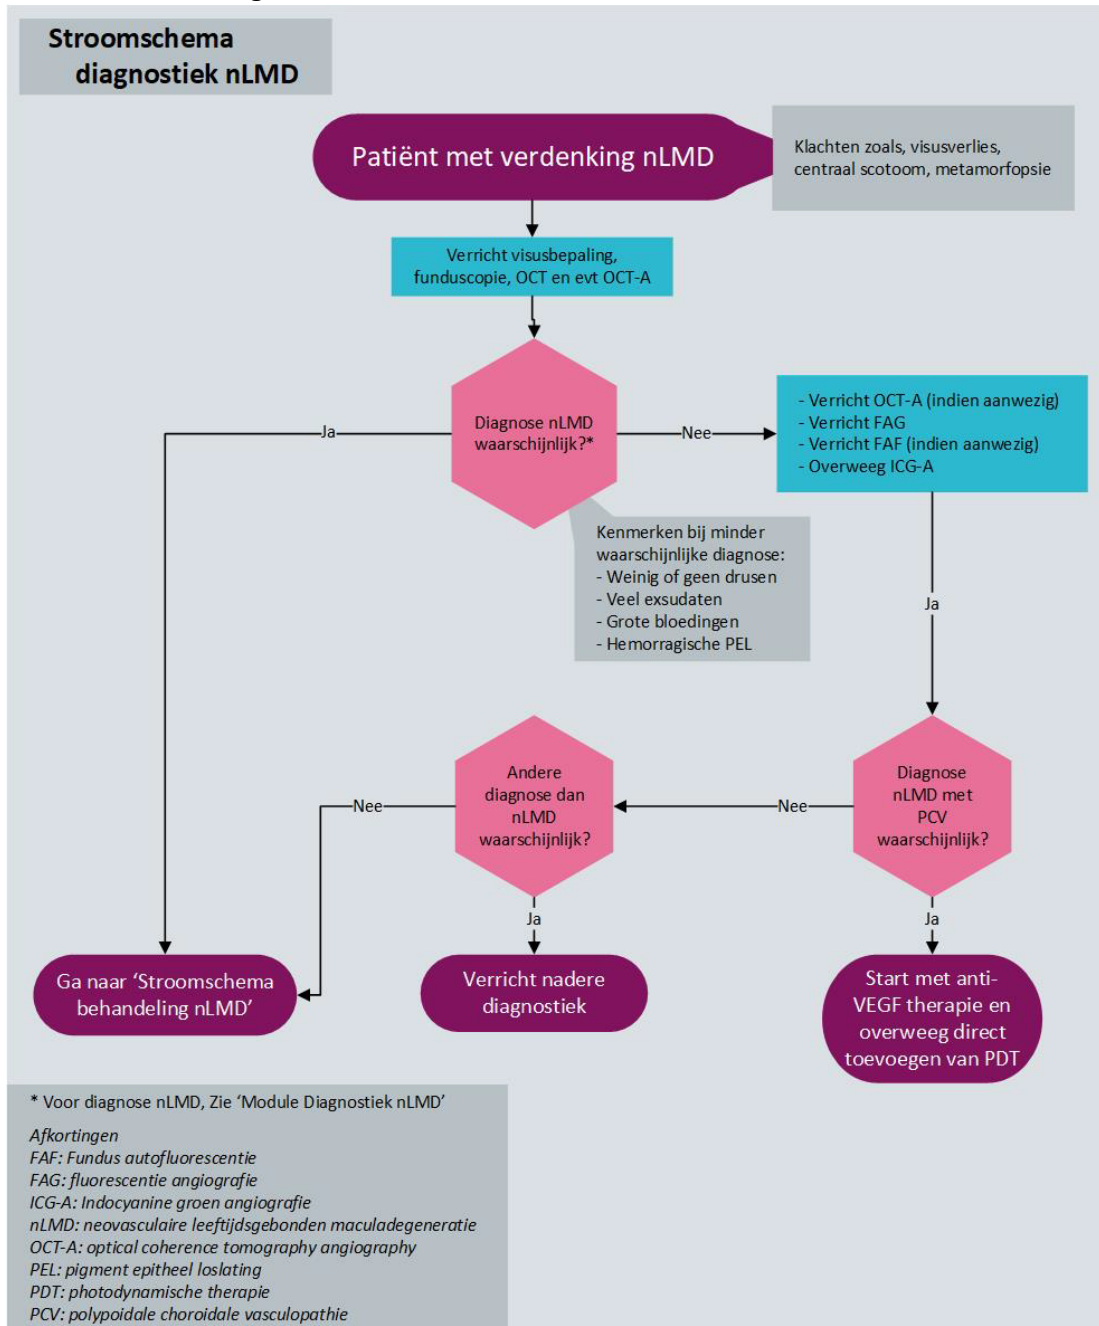 Stroomschema
diagnostiek nLMD
Patiënt met verdenking nLMD
Klachten zoals, visusverlies,
centraal scotoom, metamorfopsie
Verricht visusbepaling,
funduscopie, OCT en evt OCT-A
Diagnose nLMD
waarschijnlijk?*
Ja
Nee
- Verricht OCT-A (indien aanwezig)
- Verricht FAG
- Verricht FAF (indien aanwezig)
- Overweeg ICG-A
Kenmerken bij minder
waarschijnlijke diagnose:
- Weinig of geen drusen
- Veel exsudaten
- Grote bloedingen
- Hemorragische PEL
Ja
Diagnose
nLMD met
PCV
waarschijnlijk?
Nee
Andere
diagnose dan
nLMD
waarschijnlijk?
Nee
Ja
Ja
Ga naar ‘Stroomschema
behandeling nLMD’
Verricht nadere
diagnostiek
Start met anti-
VEGF therapie en
overweeg direct
toevoegen van PDT
* Voor diagnose nLMD, Zie ‘Module Diagnostiek nLMD’
Afkortingen
FAF: Fundus autofluorescentie
FAG: fluorescentie angiografie
ICG-A: Indocyanine groen angiografie
nLMD: neovasculaire leeftijdsgebonden maculadegeneratie
OCT-A: optical coherence tomography angiography
PEL: pigment epitheel loslating
PDT: photodynamische therapie
PCV: polypoidale choroidale vasculopathie